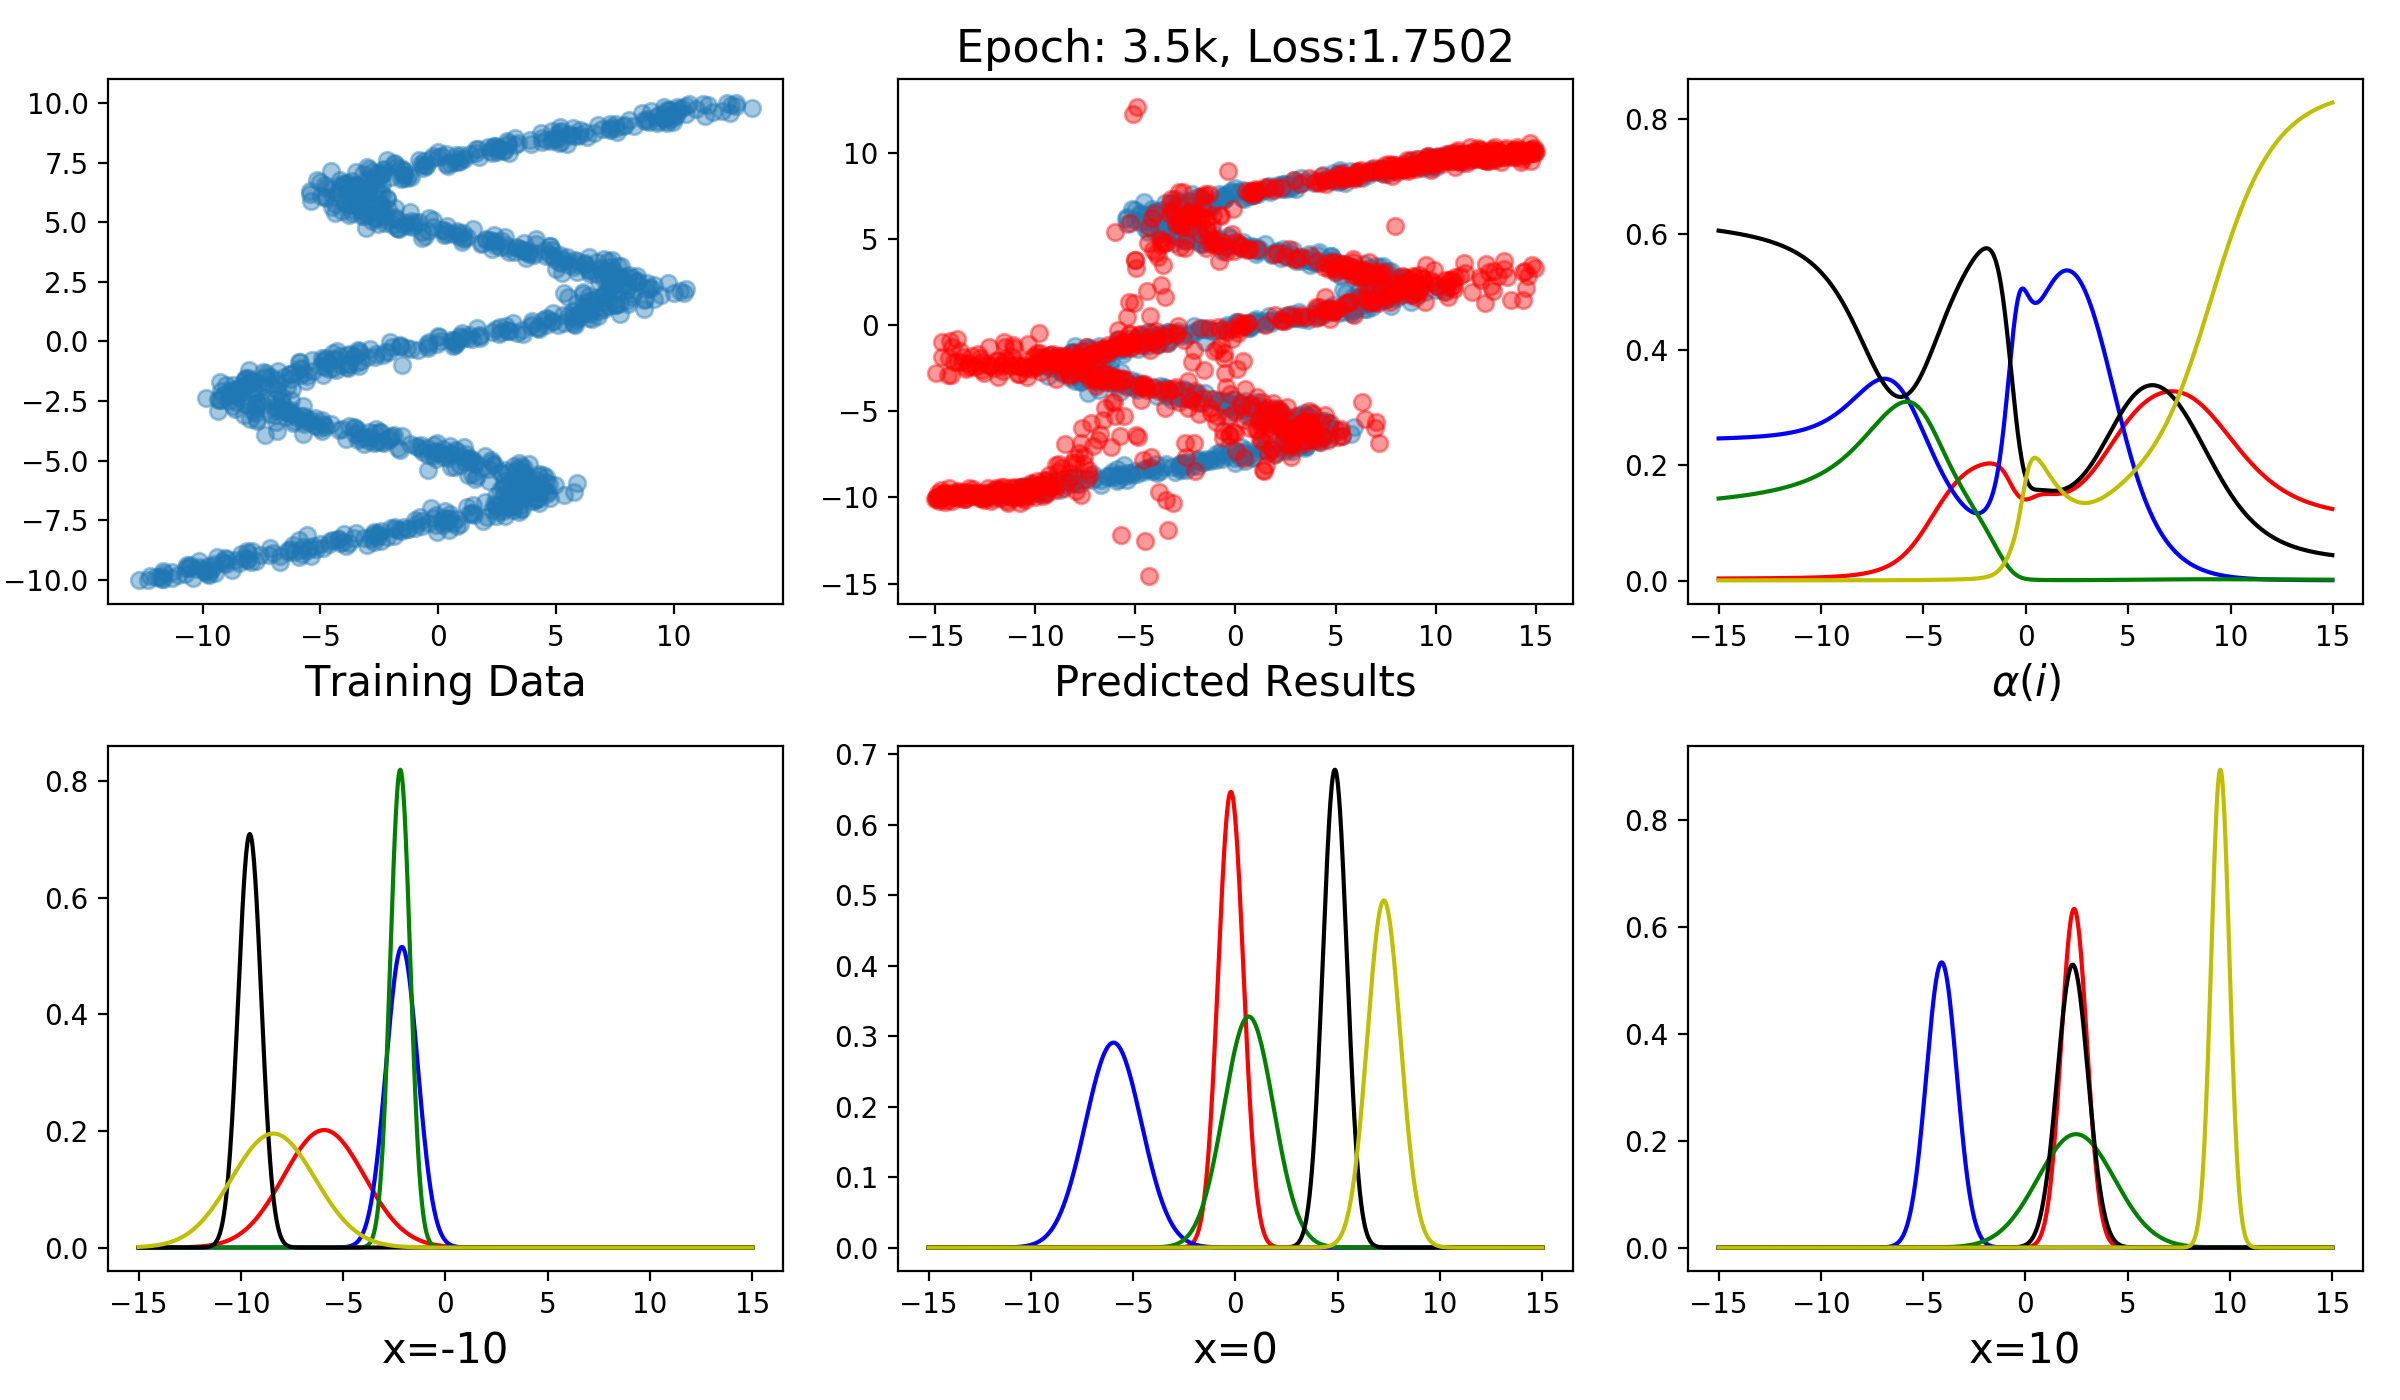 Epoch: 3.5k, Loss:1.7502
10.0
7.5
5.0
2.5
0.0
−2.5
−5.0
−7.5
−10.0
−10 −5 0 5 10
Training Data
10
5
0
−5
−10
−15
−15 −10 −5 0 5 10 15
Predicted Results
0.8
0.6
0.4
0.2
0.0
−15 −10 −5 0 5 10 15
α(i)
0.8
0.6
0.4
0.2
0.0
−15 −10 −5 0 5 10 15
x=-10
0.7
0.6
0.5
0.4
0.3
0.2
0.1
0.0
−15 −10 −5 0 5 10 15
x=0
0.8
0.6
0.4
0.2
0.0
−15 −10 −5 0 5 10 15
x=10